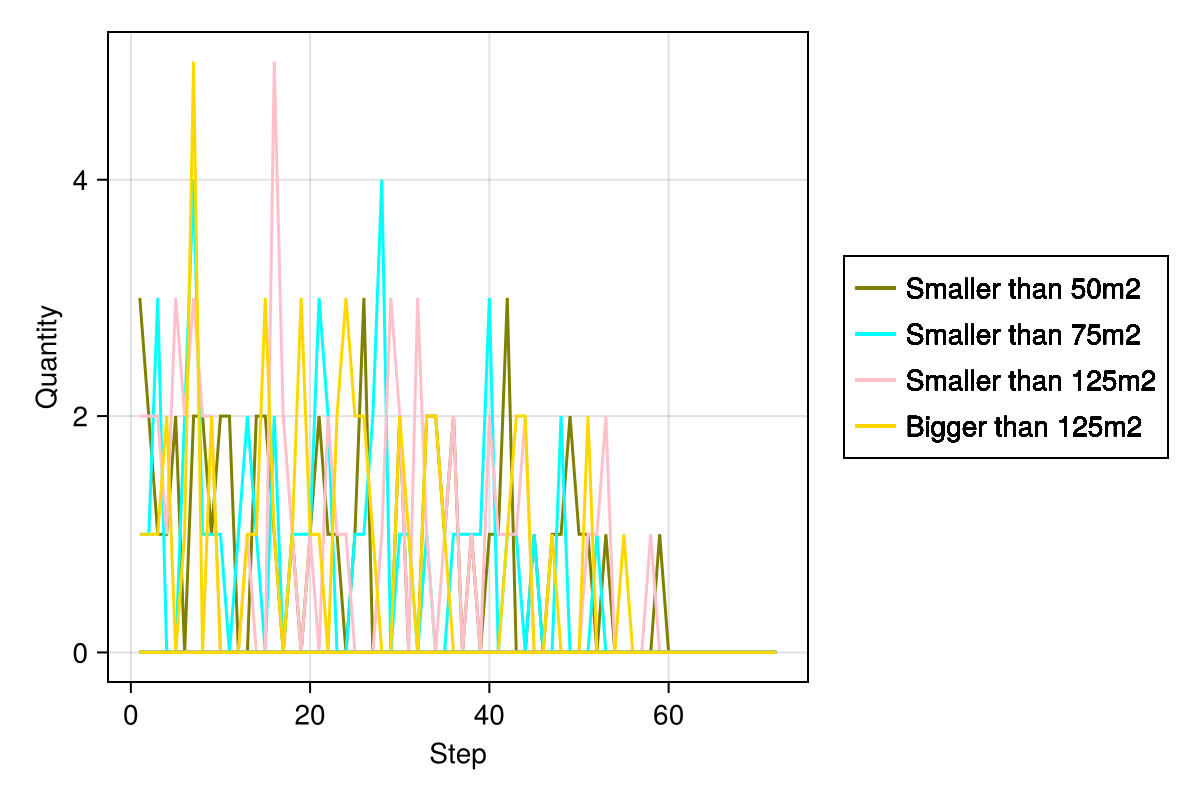 4
2
0
Quantity
0 20 40 60
Step
Smaller than 50m2
Smaller than 75m2
Smaller than 125m2
Bigger than 125m2